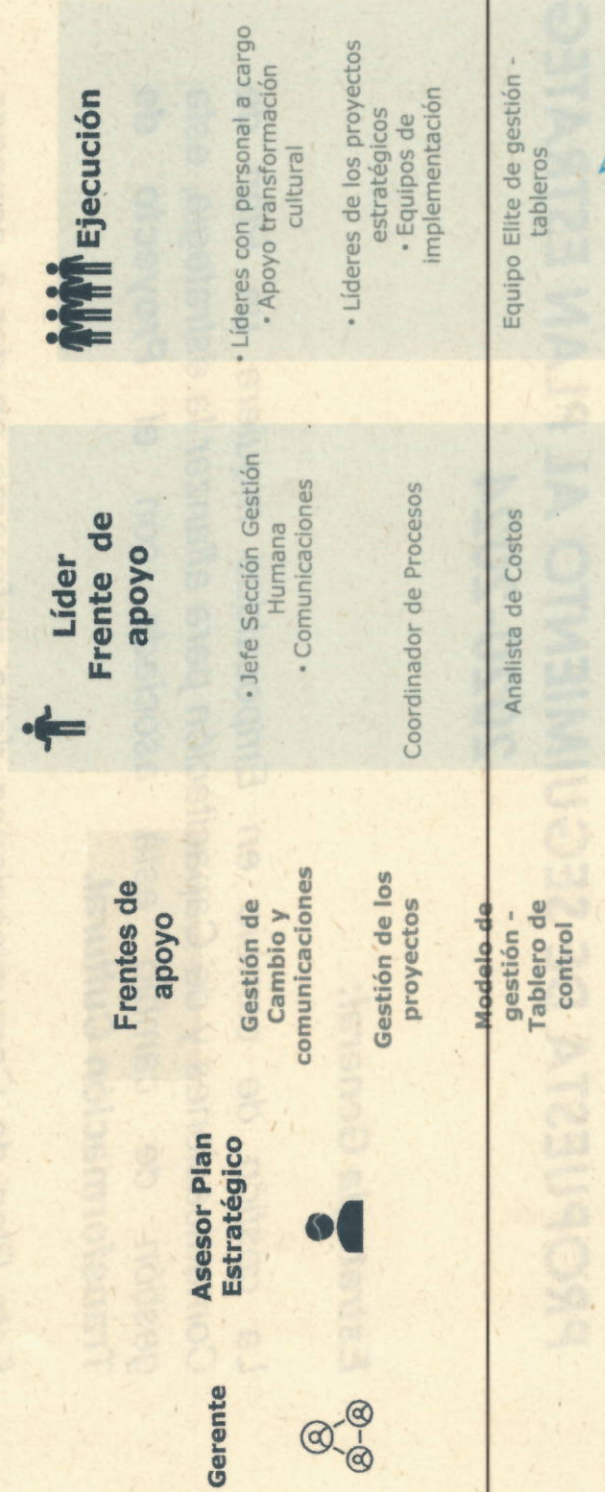 Gerente
Asesor Plan
Estratégico
Frentes de
apoyo
Gestión de
Cambio y
comunicaciones
Gestión de los
proyectos
Modelo de
gestión -
Tablero de
control
Líder
Frente de
apoyo
• Jefe Sección Gestión
Humana
• Comunicaciones
Coordinador de Procesos
Analista de Costos
Ejecución
• Líderes con personal a cargo
• Apoyo transformación
cultural
• Líderes de los proyectos
estratégicos
• Equipos de
implementación
Equipo Elite de gestión -
tableros